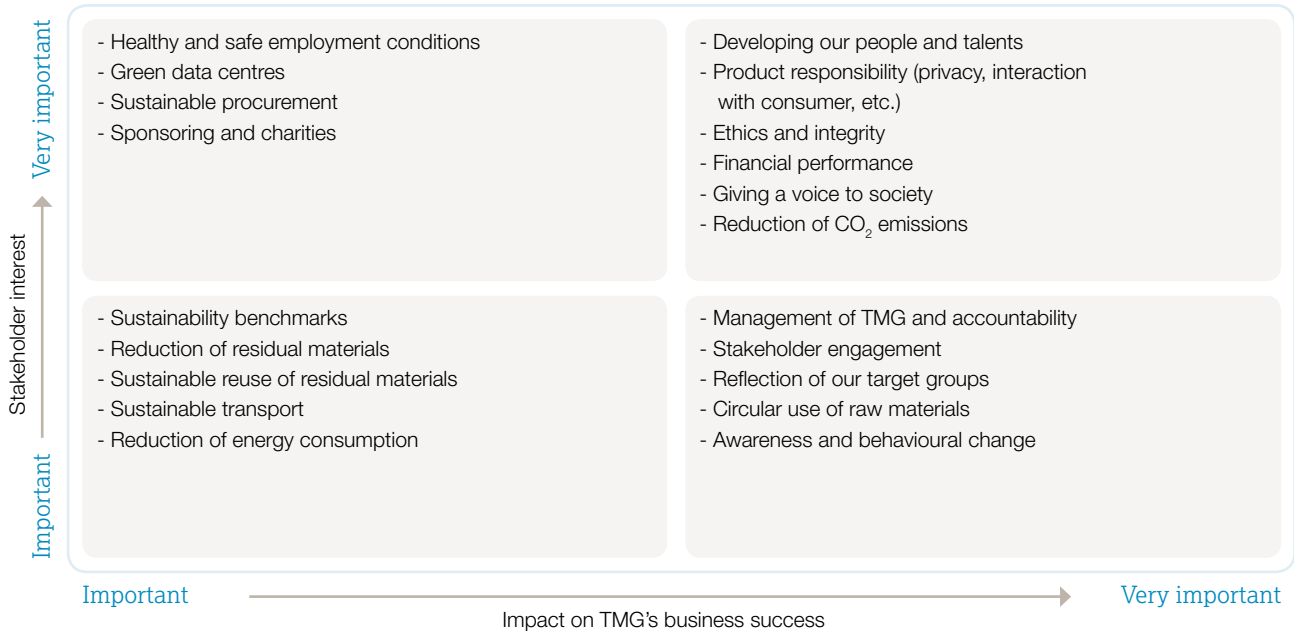 Very important
- Healthy and safe employment conditions
- Green data centres
- Sustainable procurement
- Sponsoring and charities
- Developing our people and talents
- Product responsibility (privacy, interaction
with consumer, etc.)
- Ethics and integrity
- Financial performance
- Giving a voice to society
- Reduction of CO₂ emissions
Stakeholder interest
Important
- Sustainability benchmarks
- Reduction of residual materials
- Sustainable reuse of residual materials
- Sustainable transport
- Reduction of energy consumption
- Management of TMG and accountability
- Stakeholder engagement
- Reflection of our target groups
- Circular use of raw materials
- Awareness and behavioural change
Important
Very important
Impact on TMG's business success